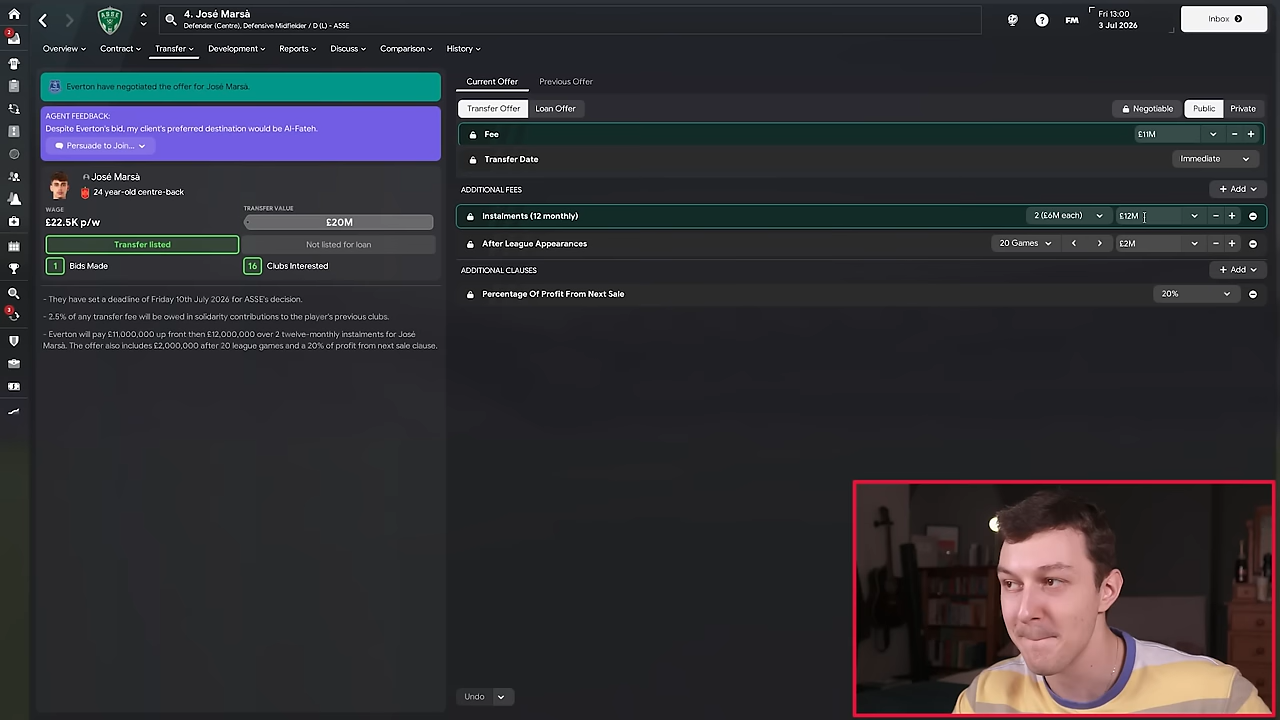 4. José Marsà
Defender (Centre), Defensive Midfielder / D (L) - ASSE
FM
Fri 13:00
3 Jul 2026
Inbox
Overview
Contract
Transfer
Development
Reports
Discuss
Comparison
History
Everton have negotiated the offer for José Marsà.
AGENT FEEDBACK:
Despite Everton's bid, my client's preferred destination would be Al-Fateh.
Persuade to Join...
José Marsà
24 year-old centre-back
WAGE
£22.5K p/w
TRANSFER VALUE
£20M
Transfer listed
Not listed for loan
1 Bids Made
16 Clubs Interested
- They have set a deadline of Friday 10th July 2026 for ASSE's decision.
- 2.5% of any transfer fee will be owed in solidarity contributions to the player's previous clubs.
- Everton will pay £11,000,000 up front then £12,000,000 over 2 twelve-monthly instalments for José
Marsà. The offer also includes £2,000,000 after 20 league games and a 20% of profit from next sale clause.
Current Offer
Previous Offer
Transfer Offer
Loan Offer
Negotiable
Public
Private
Fee
£11M
Transfer Date
Immediate
ADDITIONAL FEES
+ Add
Instalments (12 monthly)
2 (£6M each)
£12M
After League Appearances
20 Games
£2M
ADDITIONAL CLAUSES
+ Add
Percentage Of Profit From Next Sale
20%
Undo